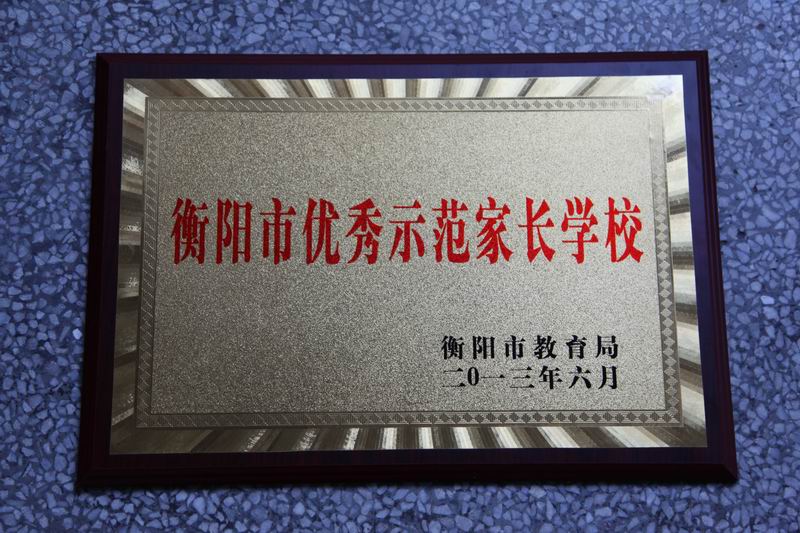 衡阳市优秀示范家长学校
衡阳市教育局
二0一三年六月